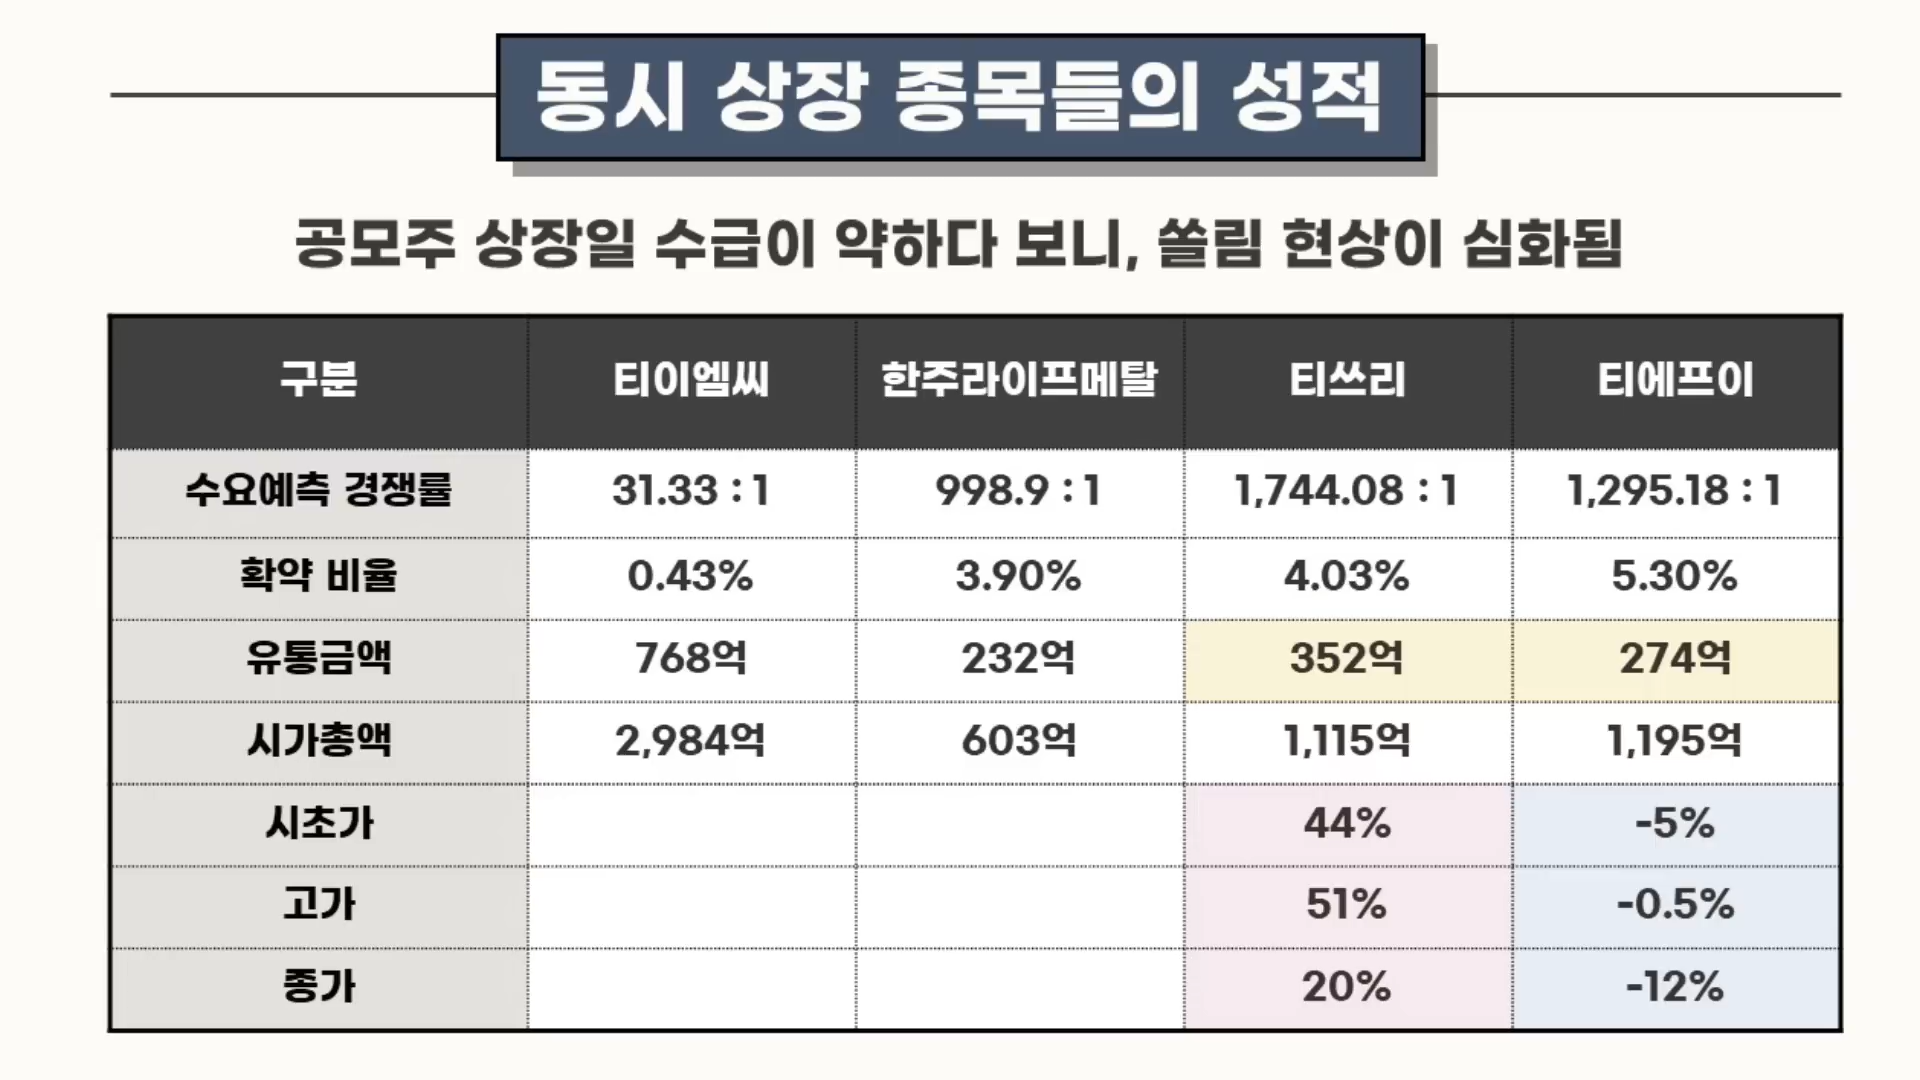 동시 상장 종목들의 성적
공모주 상장일 수급이 약하다 보니, 쏠림 현상이 심화됨
구분 티이엠씨 한주라이프메탈 티쓰리 티에프이
수요예측 경쟁률 31.33 : 1 998.9 : 1 1,744.08 : 1 1,295.18 : 1
확약 비율 0.43% 3.90% 4.03% 5.30%
유통금액 768억 232억 352억 274억
시가총액 2,984억 603억 1,115억 1,195억
시초가 44% -5%
고가 51% -0.5%
종가 20% -12%